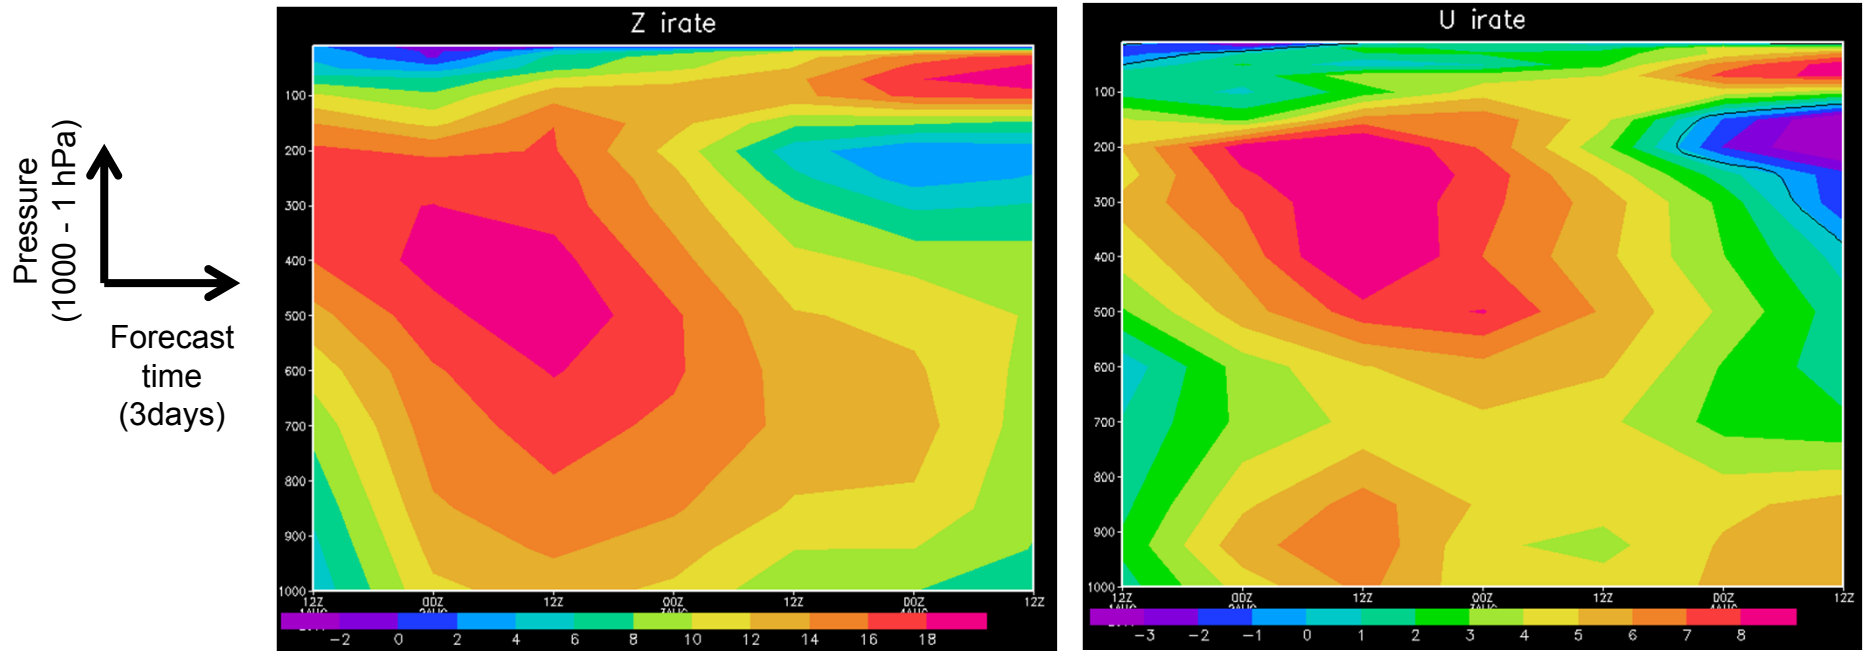 Pressure
(1000 - 1 hPa)
Forecast
time
(3days)
Z irate
100
200
300
400
500
600
700
800
900
1000
12Z 00Z 12Z 00Z 12Z 00Z 12Z
-2 0 2 4 6 8 10 12 14 16 18
U irate
100
200
300
400
500
600
700
800
900
1000
12Z 00Z 12Z 00Z 12Z 00Z 12Z
-3 -2 -1 0 1 2 3 4 5 6 7 8